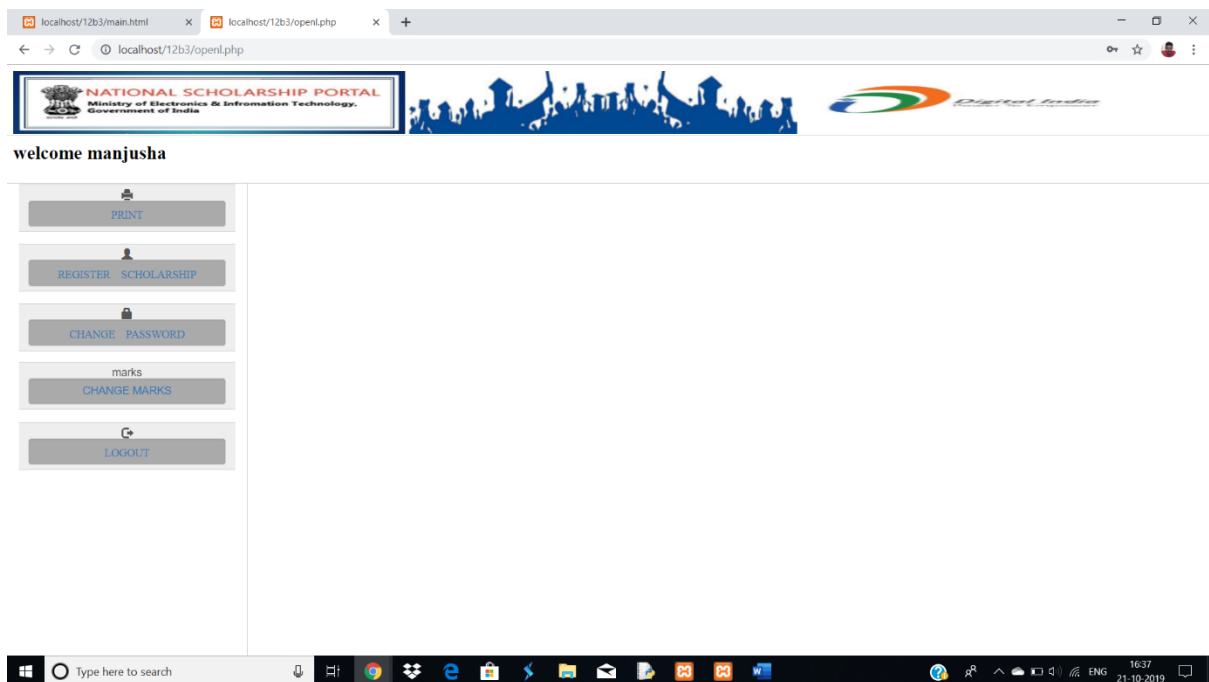 localhost/12b3/main.html
localhost/12b3/openl.php
localhost/12b3/openl.php
NATIONAL SCHOLARSHIP PORTAL
Ministry of Electronics & Infromation Technology.
Government of India
Digital India
welcome manjusha
PRINT
REGISTER SCHOLARSHIP
CHANGE PASSWORD
marks
CHANGE MARKS
LOGOUT
Type here to search
ENG
16:37
21-10-2019